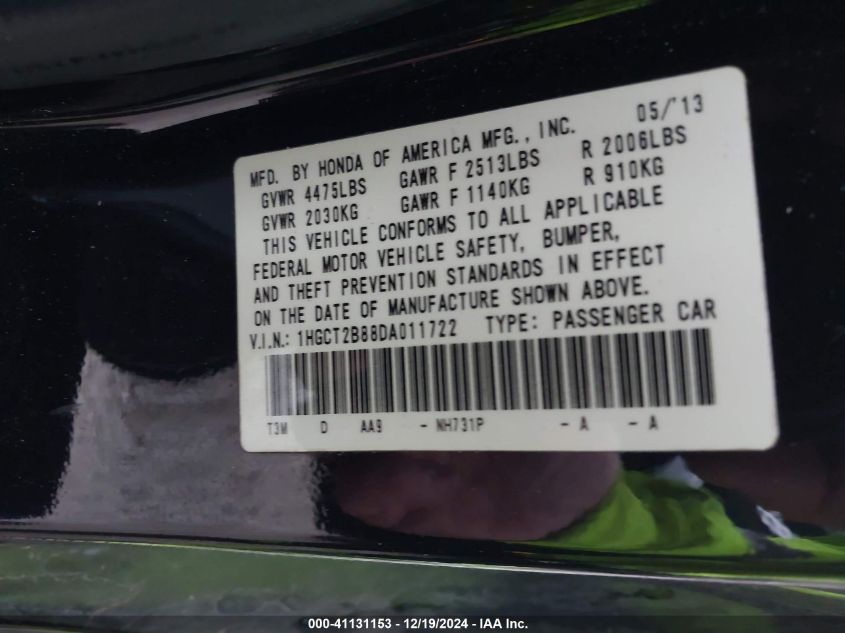 MFD. BY HONDA OF AMERICA MFG., INC. 05/'13
GVWR 4475LBS GAWR F 2513LBS R 2006LBS
GVWR 2030KG GAWR F 1140KG R 910KG
THIS VEHICLE CONFORMS TO ALL APPLICABLE
FEDERAL MOTOR VEHICLE SAFETY, BUMPER,
AND THEFT PREVENTION STANDARDS IN EFFECT
ON THE DATE OF MANUFACTURE SHOWN ABOVE.
V.I.N.: 1HGCT2B88DA011722 TYPE: PASSENGER CAR
T3M D AA9 - NH731P - A - A
000-41131153 - 12/19/2024 - IAA Inc.